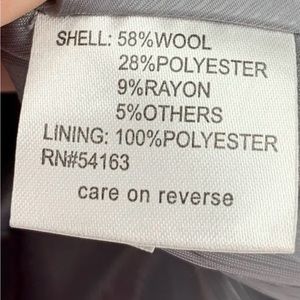 SHELL: 58%WOOL
28%POLYESTER
9%RAYON
5%OTHERS
LINING: 100%POLYESTER
RN#54163
care on reverse